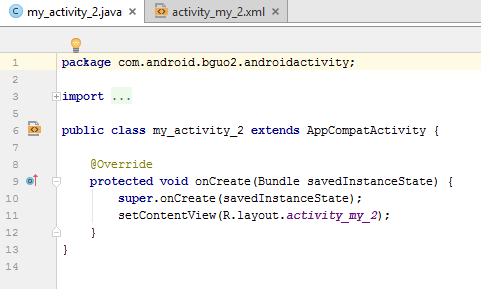 my_activity_2.java × activity_my_2.xml ×
1 package com.android.bguo2.androidactivity;
2
3 import ...
5
6 public class my_activity_2 extends AppCompatActivity {
7
8 @Override
9 protected void onCreate(Bundle savedInstanceState) {
10 super.onCreate(savedInstanceState);
11 setContentView(R.layout.activity_my_2);
12 }
13 }
14